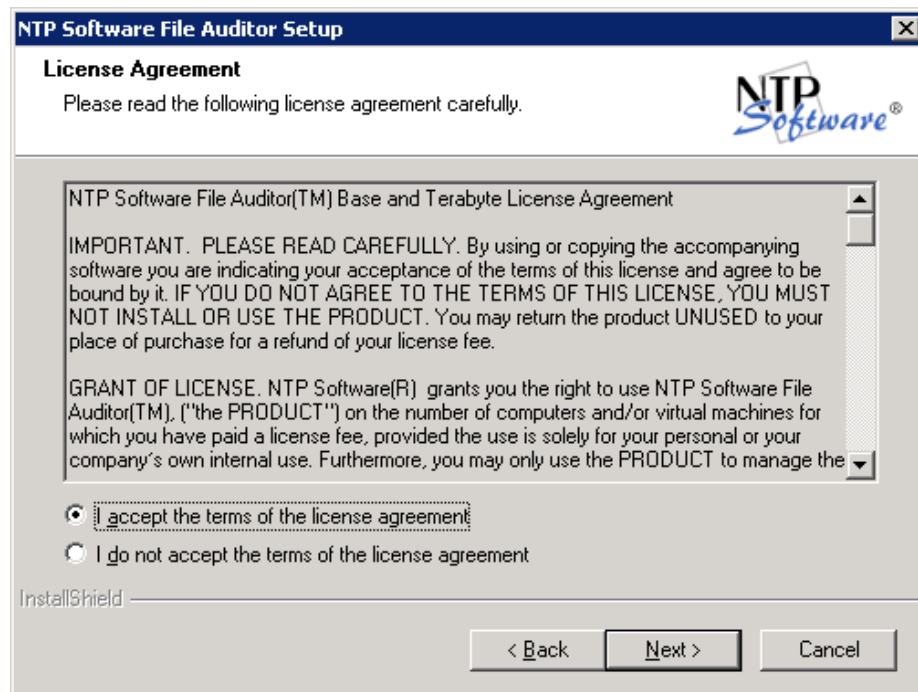 NTP Software File Auditor Setup
License Agreement
Please read the following license agreement carefully.
NTP
Software®
NTP Software File Auditor(TM) Base and Terabyte License Agreement
IMPORTANT.  PLEASE READ CAREFULLY. By using or copying the accompanying
software you are indicating your acceptance of the terms of this license and agree to be
bound by it. IF YOU DO NOT AGREE TO THE TERMS OF THIS LICENSE, YOU MUST
NOT INSTALL OR USE THE PRODUCT. You may return the product UNUSED to your
place of purchase for a refund of your license fee.
GRANT OF LICENSE. NTP Software(R)  grants you the right to use NTP Software File
Auditor(TM), ("the PRODUCT") on the number of computers and/or virtual machines for
which you have paid a license fee, provided the use is solely for your personal or your
company's own internal use. Furthermore, you may only use the PRODUCT to manage the
I accept the terms of the license agreement
I do not accept the terms of the license agreement
InstallShield
< Back
Next >
Cancel